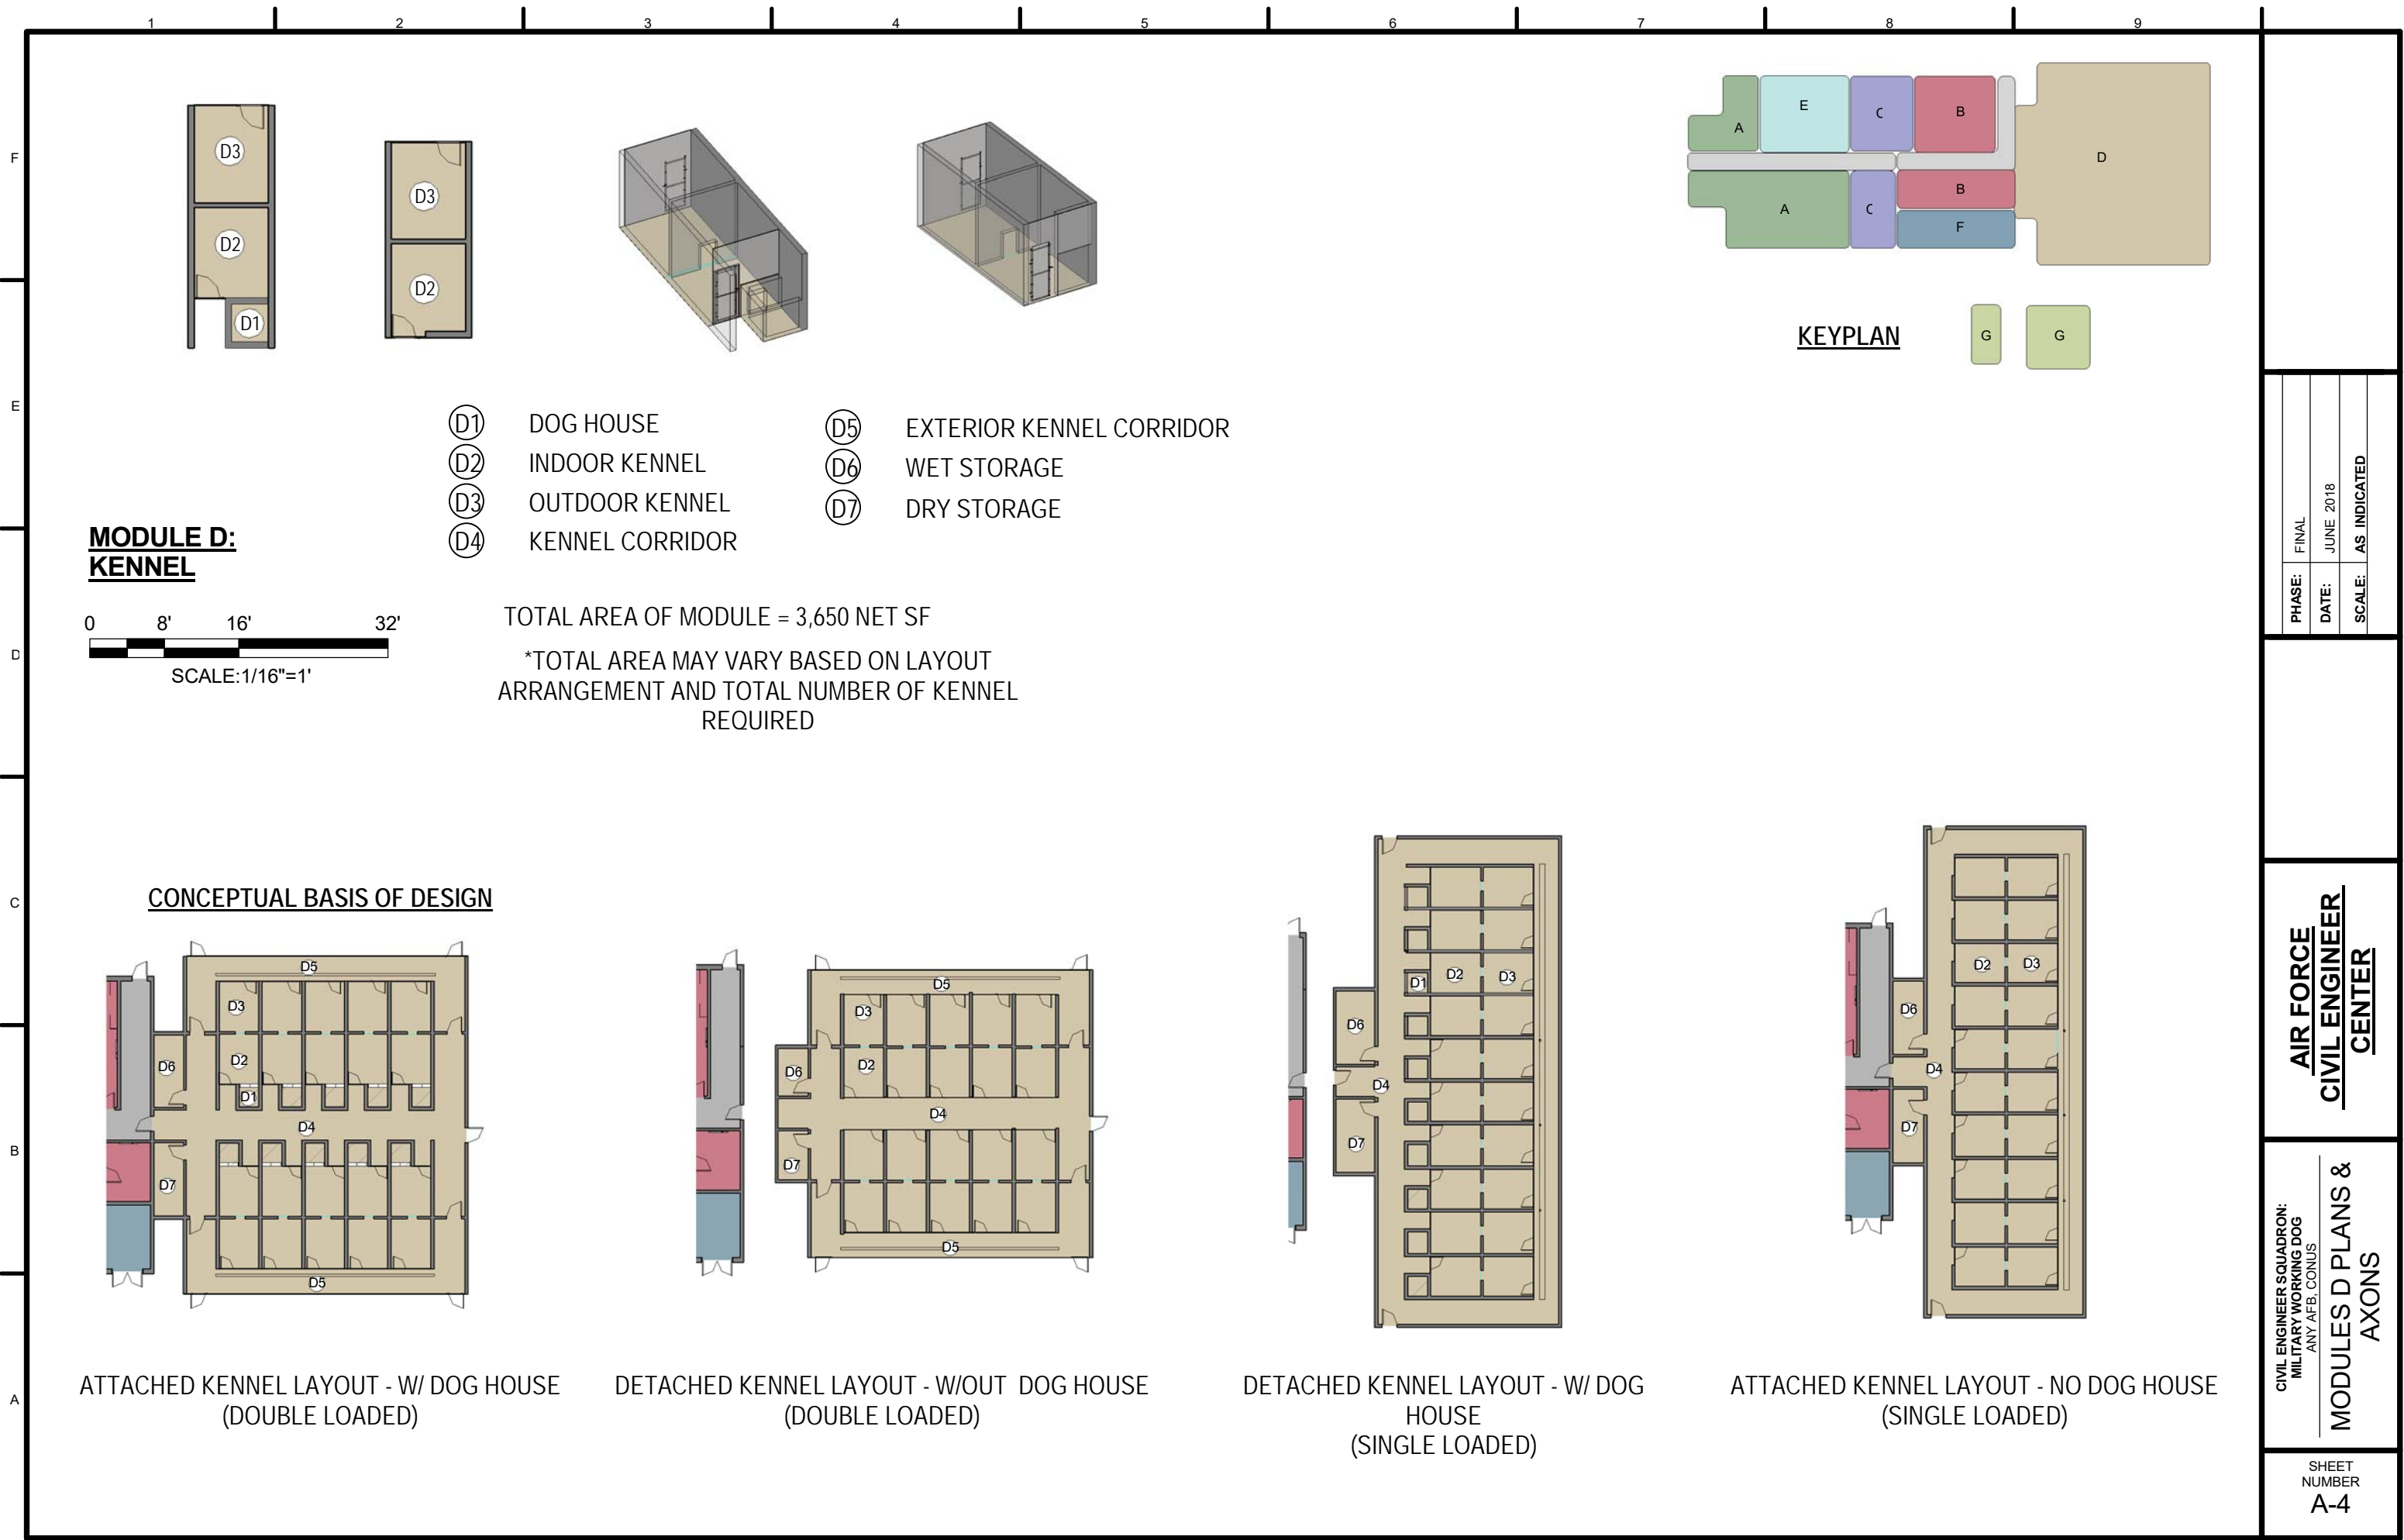 1 2 3 4 5 6 7 8 9
F
E
D
C
B
A
D3
D2
D1
D3
D2
A
E
C
B
D
A
C
B
F
KEYPLAN
G
G
D1 DOG HOUSE
D2 INDOOR KENNEL
D3 OUTDOOR KENNEL
D4 KENNEL CORRIDOR
D5 EXTERIOR KENNEL CORRIDOR
D6 WET STORAGE
D7 DRY STORAGE
MODULE D:
KENNEL
0 8' 16' 32'
SCALE:1/16"=1'
TOTAL AREA OF MODULE = 3,650 NET SF
*TOTAL AREA MAY VARY BASED ON LAYOUT
ARRANGEMENT AND TOTAL NUMBER OF KENNEL
REQUIRED
CONCEPTUAL BASIS OF DESIGN
D5
D3
D2
D6
D1
D4
D7
D5
ATTACHED KENNEL LAYOUT - W/ DOG HOUSE
(DOUBLE LOADED)
D5
D3
D2
D6
D4
D7
D5
DETACHED KENNEL LAYOUT - W/OUT DOG HOUSE
(DOUBLE LOADED)
D1
D2
D3
D6
D4
D7
DETACHED KENNEL LAYOUT - W/ DOG
HOUSE
(SINGLE LOADED)
D2
D3
D6
D4
D7
ATTACHED KENNEL LAYOUT - NO DOG HOUSE
(SINGLE LOADED)
PHASE: FINAL
DATE: JUNE 2018
SCALE: AS INDICATED
AIR FORCE
CIVIL ENGINEER
CENTER
CIVIL ENGINEER SQUADRON:
MILITARY WORKING DOG
ANY AFB, CONUS
MODULES D PLANS &
AXONS
SHEET
NUMBER
A-4